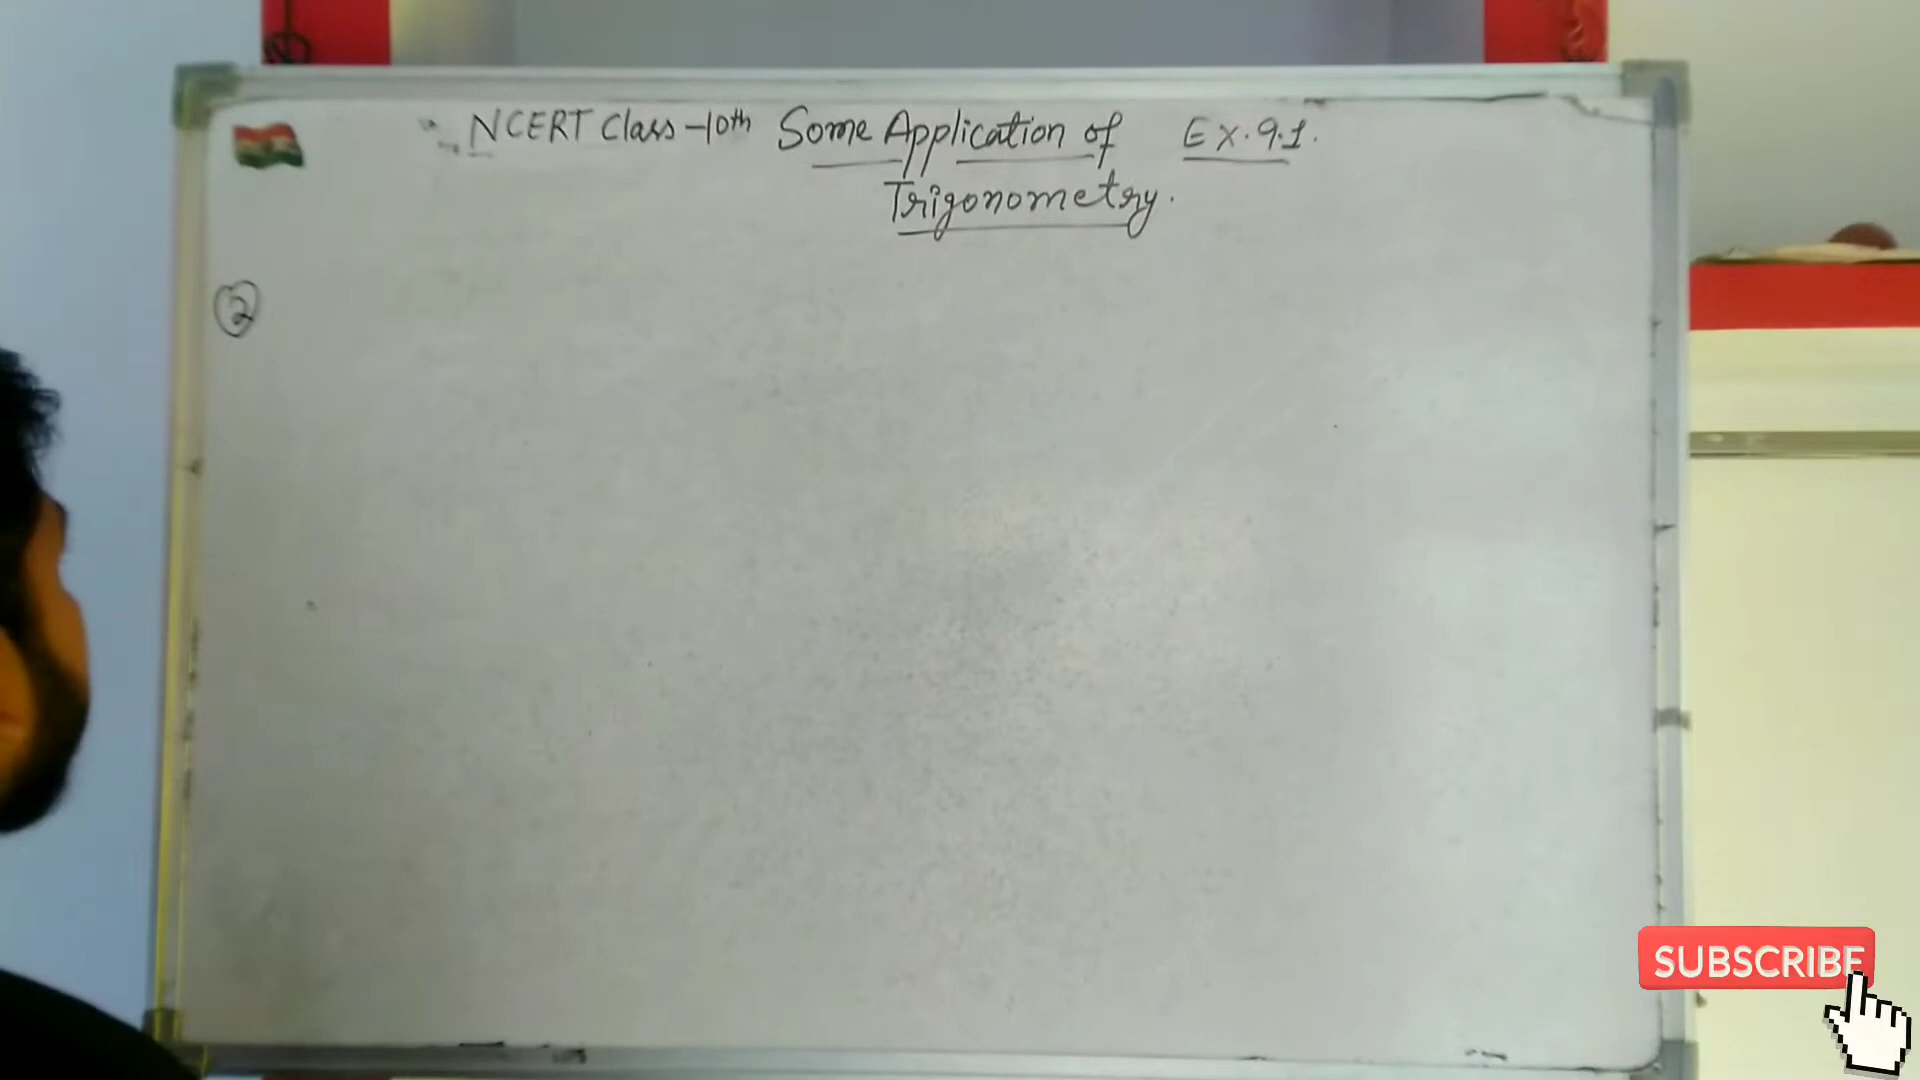 NCERT Class-10th Some Application of Ex.9.1.
Trigonometry.
2
SUBSCRIBE